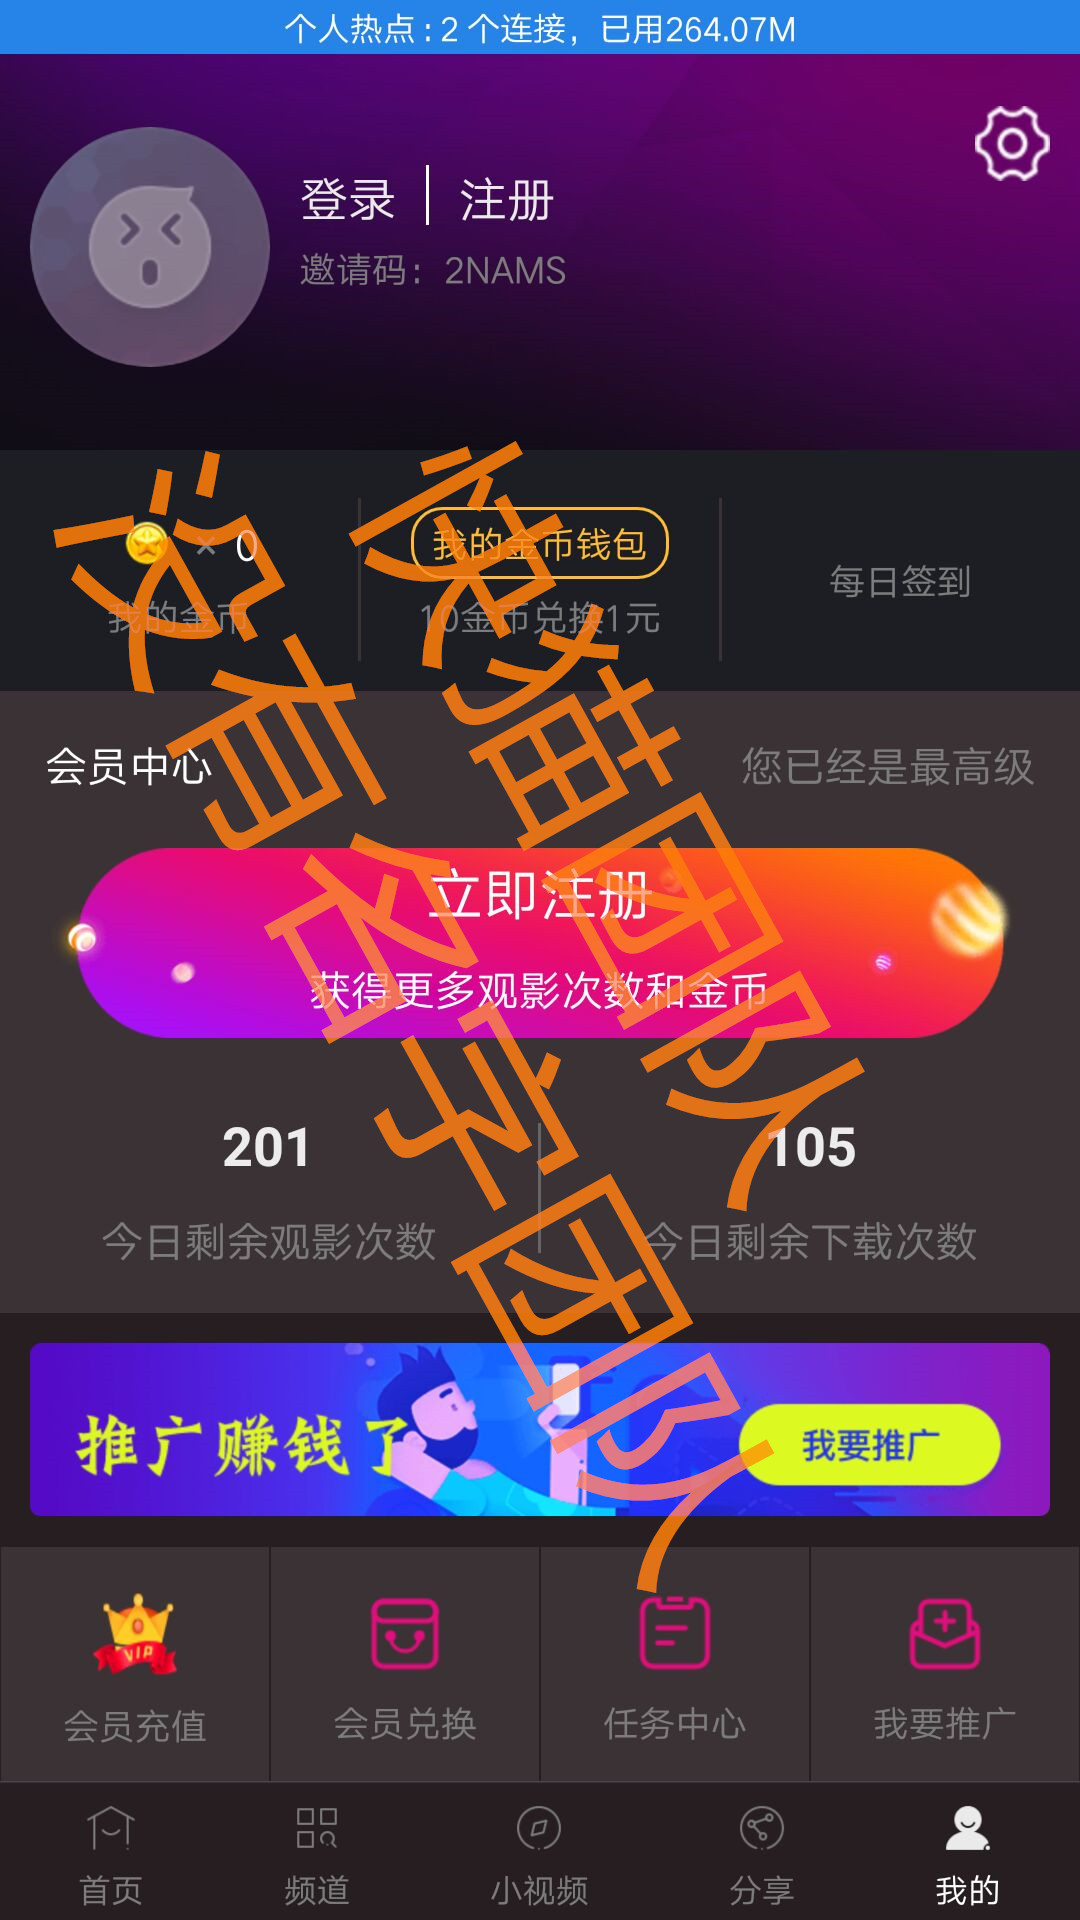 个人热点：2 个连接，已用264.07M
登录 | 注册
邀请码：2NAMS
× 0
我的金币
我的金币钱包
10金币兑换1元
每日签到
快猫团队
没有名字团队
会员中心
您已经是最高级
立即注册
获得更多观影次数和金币
201
今日剩余观影次数
105
今日剩余下载次数
推广赚钱了
我要推广
VIP
会员充值
会员兑换
任务中心
我要推广
首页
频道
小视频
分享
我的